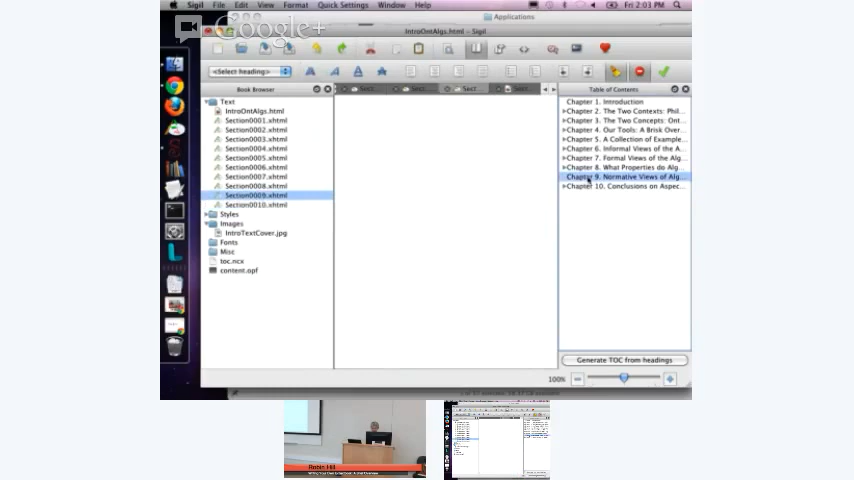 Sigil File Edit View Format Quick Settings Window Help Fri 2:03 PM
Google+
Applications
IntroOntAlgs.html - Sigil
<Select heading>
Book Browser
Sect
Table of Contents
Text
IntroOntAlgs.html
Section0001.xhtml
Section0002.xhtml
Section0003.xhtml
Section0004.xhtml
Section0005.xhtml
Section0006.xhtml
Section0007.xhtml
Section0008.xhtml
Section0009.xhtml
Section0010.xhtml
Styles
Images
IntroTextCover.jpg
Fonts
Misc
toc.ncx
content.opf
Chapter 1. Introduction
Chapter 2. The Two Contexts: Phil...
Chapter 3. The Two Concepts: Ont...
Chapter 4. Our Tools: A Brisk Over...
Chapter 5. A Collection of Example...
Chapter 6. Informal Views of the A...
Chapter 7. Formal Views of the Alg...
Chapter 8. What Properties do Alg...
Chapter 9. Normative Views of Alg...
Chapter 10. Conclusions on Aspec...
Generate TOC from headings
100%
Robin Hill